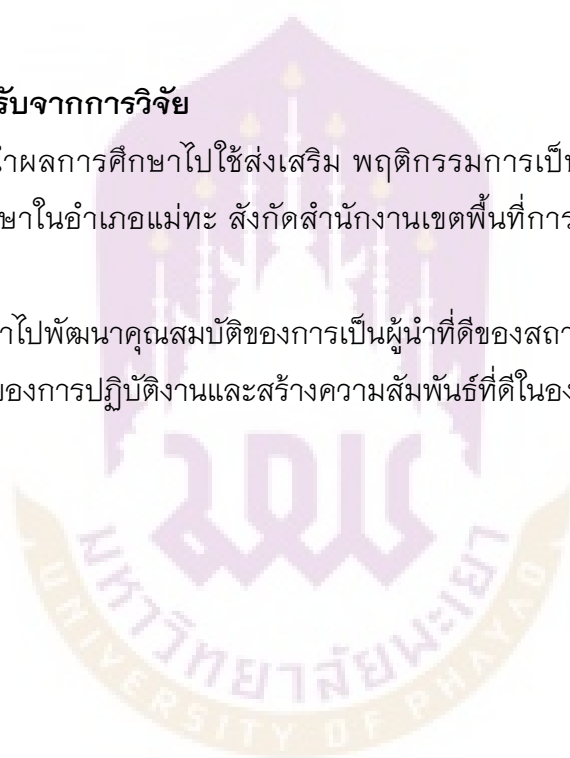 รับจากการวิจัย
นำผลการศึกษาไปใช้ส่งเสริม พฤติกรรมการเป็น
ษาในอำเภอแม่ทะ สังกัดสำนักงานเขตพื้นที่การ
าไปพัฒนาคุณสมบัติของการเป็นผู้นำที่ดีของสถา
ของการปฏิบัติงานและสร้างความสัมพันธ์ที่ดีในอง
มหาวิทยาลัยพะเยา
UNIVERSITY OF PHAYAO